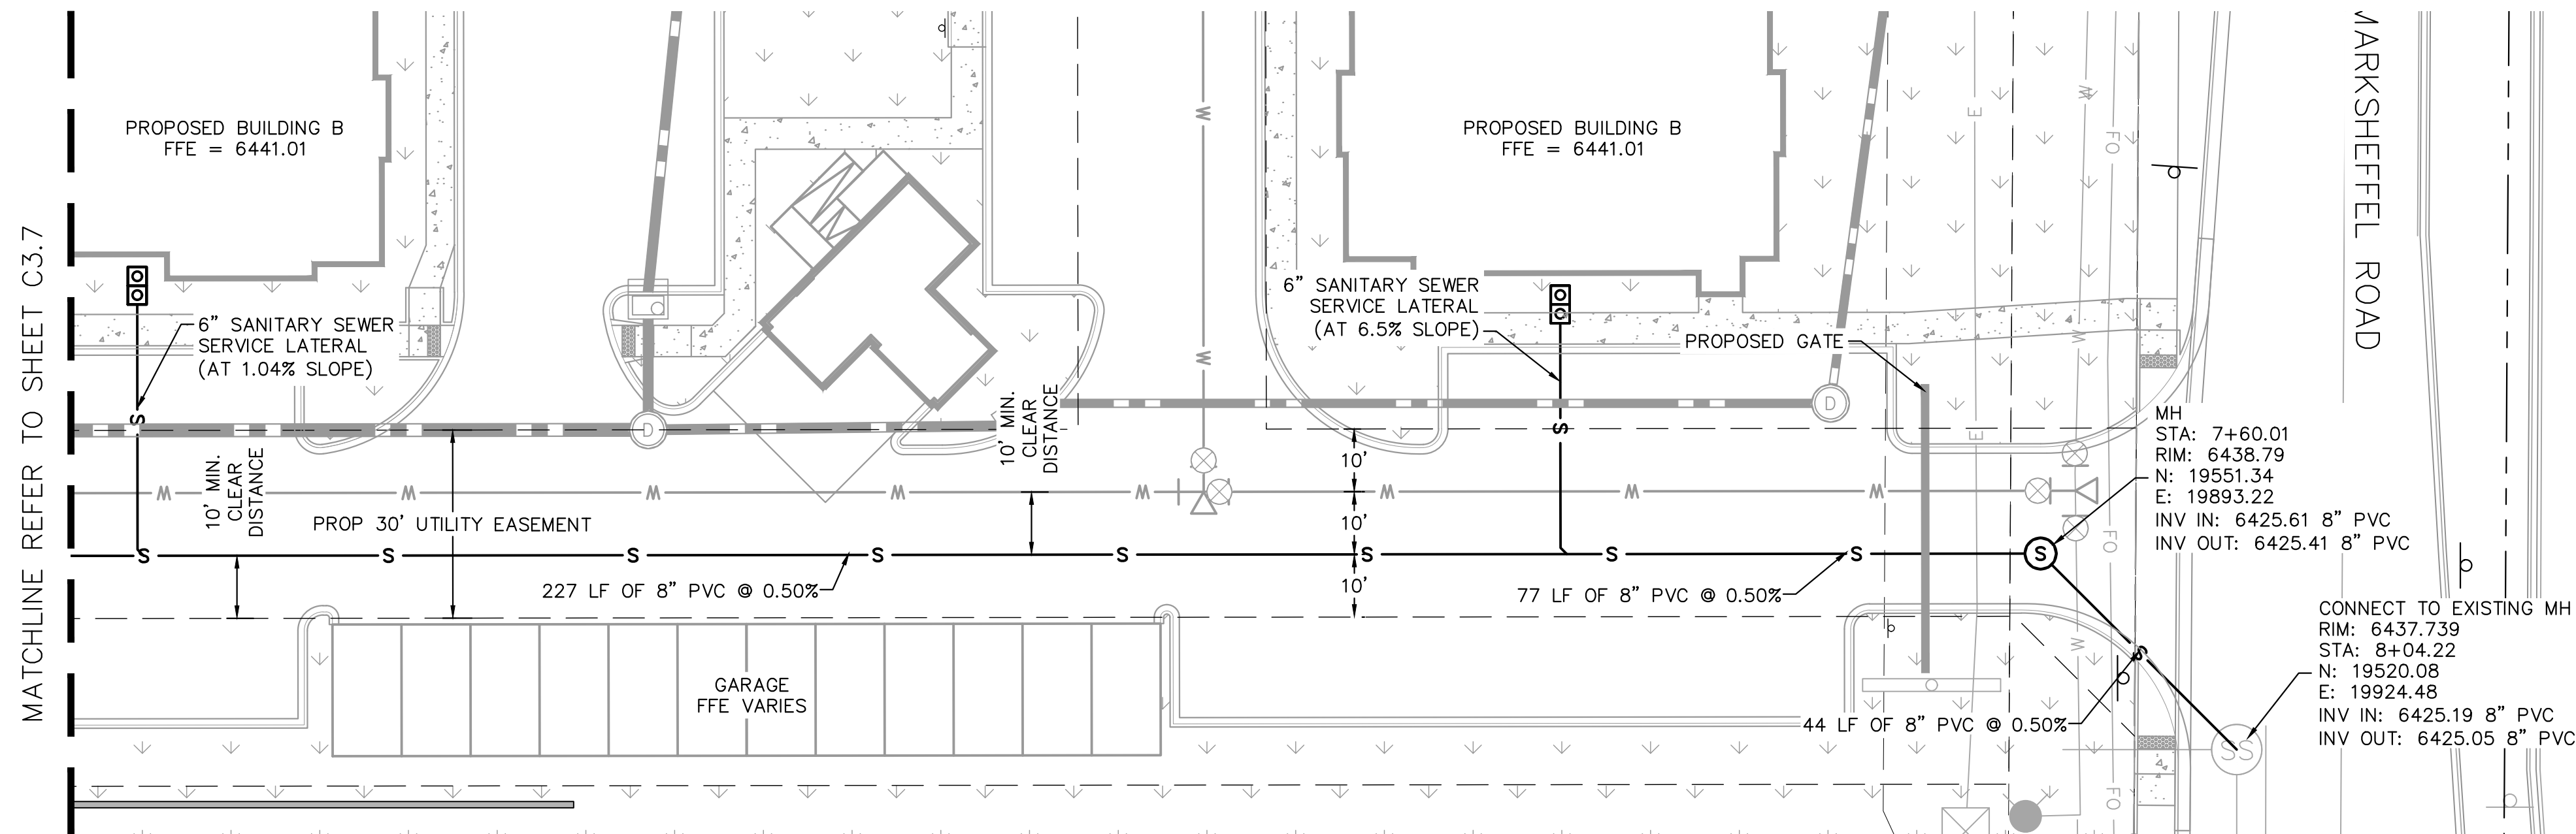 MATCHLINE REFER TO SHEET C3.7
PROPOSED BUILDING B
FFE = 6441.01
6” SANITARY SEWER
SERVICE LATERAL
(AT 1.04% SLOPE)
S
D
10' MIN.
CLEAR
DISTANCE
PROP 30' UTILITY EASEMENT
W W W W W W W W
S S S S S S S S
227 LF OF 8” PVC @ 0.50%
GARAGE
FFE VARIES
10' MIN.
CLEAR
DISTANCE
W
W
10'
10'
10'
PROPOSED BUILDING B
FFE = 6441.01
6” SANITARY SEWER
SERVICE LATERAL
(AT 6.5% SLOPE)
S
PROPOSED GATE
D
77 LF OF 8” PVC @ 0.50%
E
E
W
W
W
FO
FO
FO
MARKSHEFFEL ROAD
MH
STA: 7+60.01
RIM: 6438.79
N: 19551.34
E: 19893.22
INV IN: 6425.61 8” PVC
INV OUT: 6425.41 8” PVC
S
S
44 LF OF 8” PVC @ 0.50%
CONNECT TO EXISTING MH
RIM: 6437.739
STA: 8+04.22
N: 19520.08
E: 19924.48
INV IN: 6425.19 8” PVC
INV OUT: 6425.05 8” PVC
SS